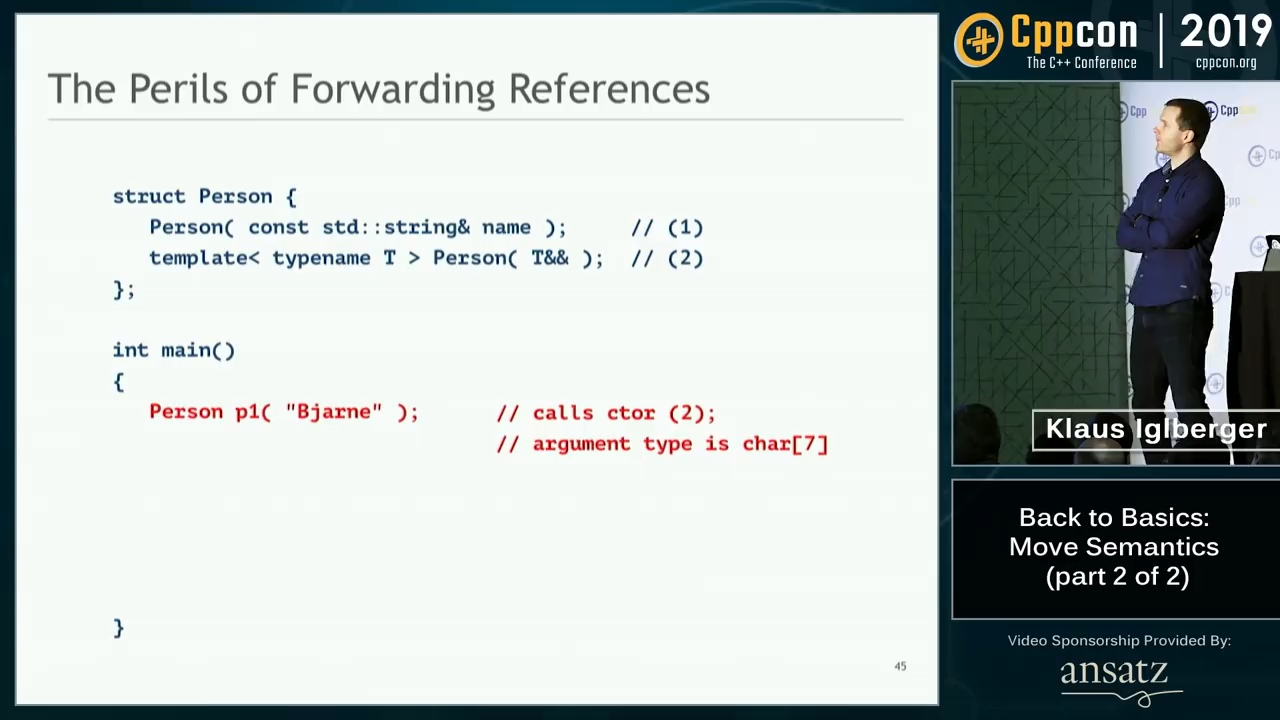 The Perils of Forwarding References
struct Person {
Person( const std::string& name ); // (1)
template< typename T > Person( T&& ); // (2)
};
int main()
{
Person p1( "Bjarne" ); // calls ctor (2);
// argument type is char[7]
}
45
Cppcon | 2019
The C++ Conference cppcon.org
Cpp
Cpp
Klaus Iglberger
Back to Basics:
Move Semantics
(part 2 of 2)
Video Sponsorship Provided By:
ansatz